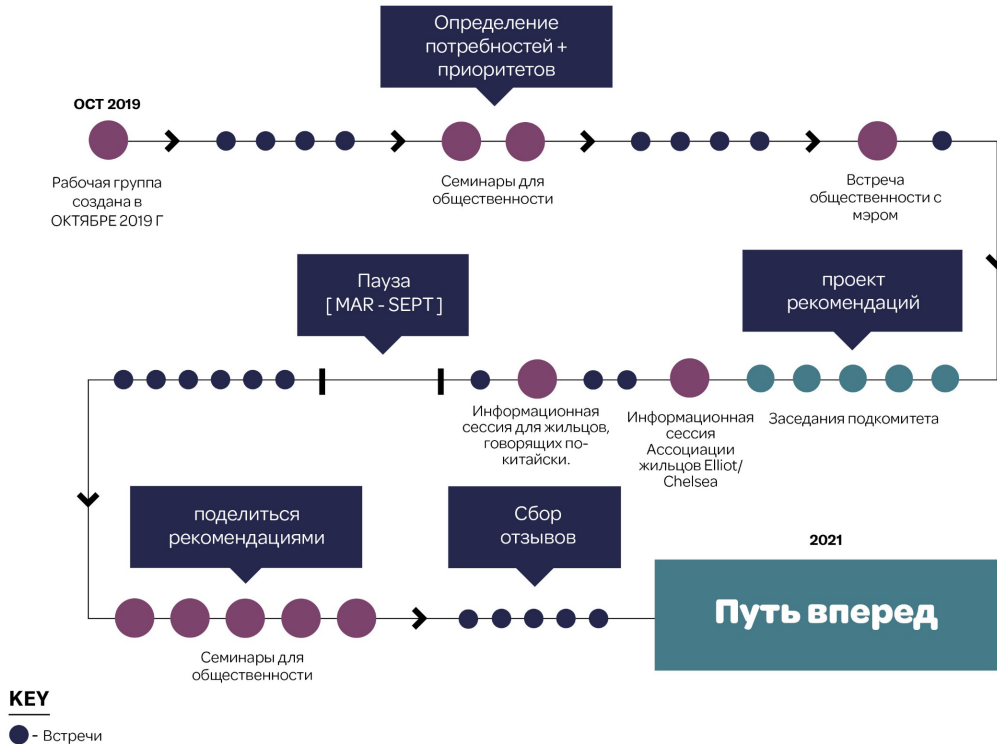 Определение
потребностей +
приоритетов
ОСТ 2019
Рабочая группа
создана в
ОКТЯБРЕ 2019 Г
Семинары для
общественности
Встреча
общественности с
мэром
Пауза
[ MAR - SEPT ]
проект
рекомендаций
Информационная
сессия для жильцов,
говорящих по-
китайски.
Информационная
сессия
Ассоциации
жильцов Elliot/
Chelsea
Заседания подкомитета
поделиться
рекомендациями
Сбор
отзывов
2021
Путь вперед
Семинары для
общественности
KEY
- Встречи